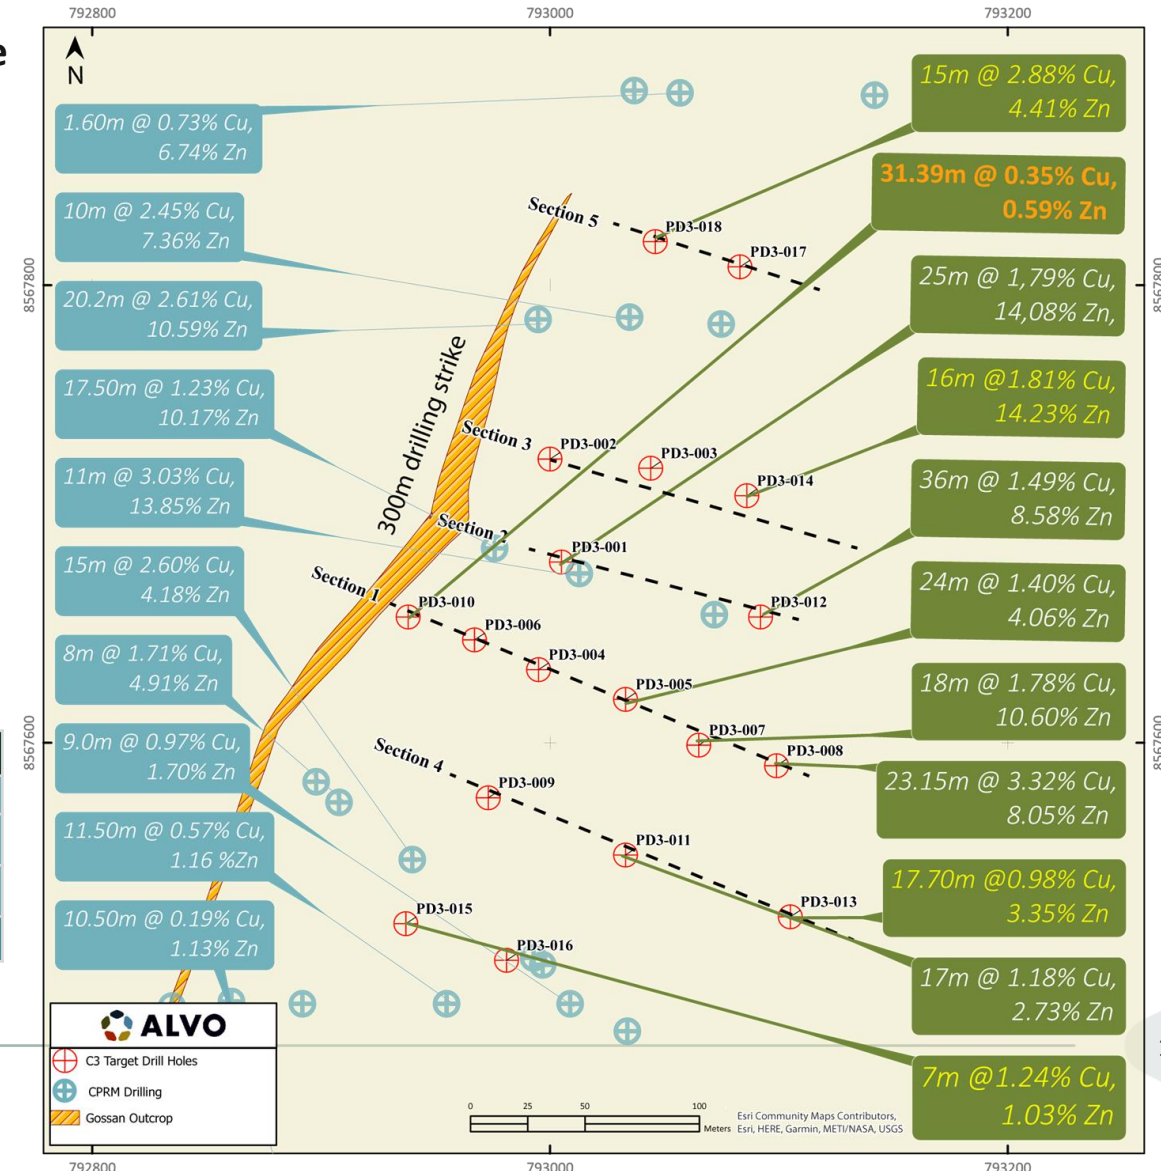 792800
793000
793200
e
N
1.60m @ 0.73% Cu,
6.74% Zn
10m @ 2.45% Cu,
7.36% Zn
20.2m @ 2.61% Cu,
10.59% Zn
17.50m @ 1.23% Cu,
10.17% Zn
11m @ 3.03% Cu,
13.85% Zn
15m @ 2.60% Cu,
4.18% Zn
8m @ 1.71% Cu,
4.91% Zn
9.0m @ 0.97% Cu,
1.70% Zn
11.50m @ 0.57% Cu,
1.16 %Zn
10.50m @ 0.19% Cu,
1.13% Zn
8567800
8567600
300m drilling strike
Section 5
PD3-018
PD3-017
Section 3
PD3-002
PD3-003
PD3-014
Section 2
PD3-001
PD3-012
Section 1
PD3-010
PD3-006
PD3-004
PD3-005
PD3-007
PD3-008
Section 4
PD3-009
PD3-011
PD3-013
PD3-015
PD3-016
15m @ 2.88% Cu,
4.41% Zn
31.39m @ 0.35% Cu,
0.59% Zn
25m @ 1,79% Cu,
14,08% Zn,
16m @1.81% Cu,
14.23% Zn
36m @ 1.49% Cu,
8.58% Zn
24m @ 1.40% Cu,
4.06% Zn
18m @ 1.78% Cu,
10.60% Zn
23.15m @ 3.32% Cu,
8.05% Zn
17.70m @0.98% Cu,
3.35% Zn
17m @ 1.18% Cu,
2.73% Zn
7m @1.24% Cu,
1.03% Zn
8567800
8567600
ALVO
C3 Target Drill Holes
CPRM Drilling
Gossan Outcrop
0 25 50 100
Meters
Esri Community Maps Contributors,
Esri, HERE, Garmin, METI/NASA, USGS
792800
793000
793200